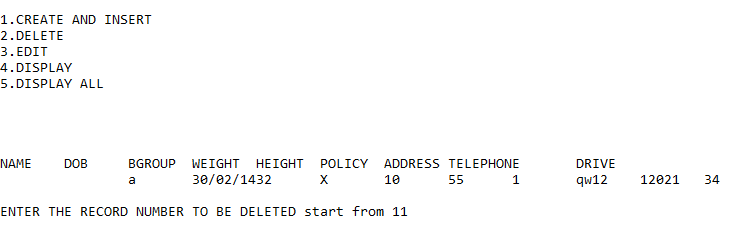 1.CREATE AND INSERT
2.DELETE
3.EDIT
4.DISPLAY
5.DISPLAY ALL
NAME DOB BGROUP WEIGHT HEIGHT POLICY ADDRESS TELEPHONE DRIVE
a 30/02/1432 X 10 55 1 qw12 12021 34
ENTER THE RECORD NUMBER TO BE DELETED start from 11